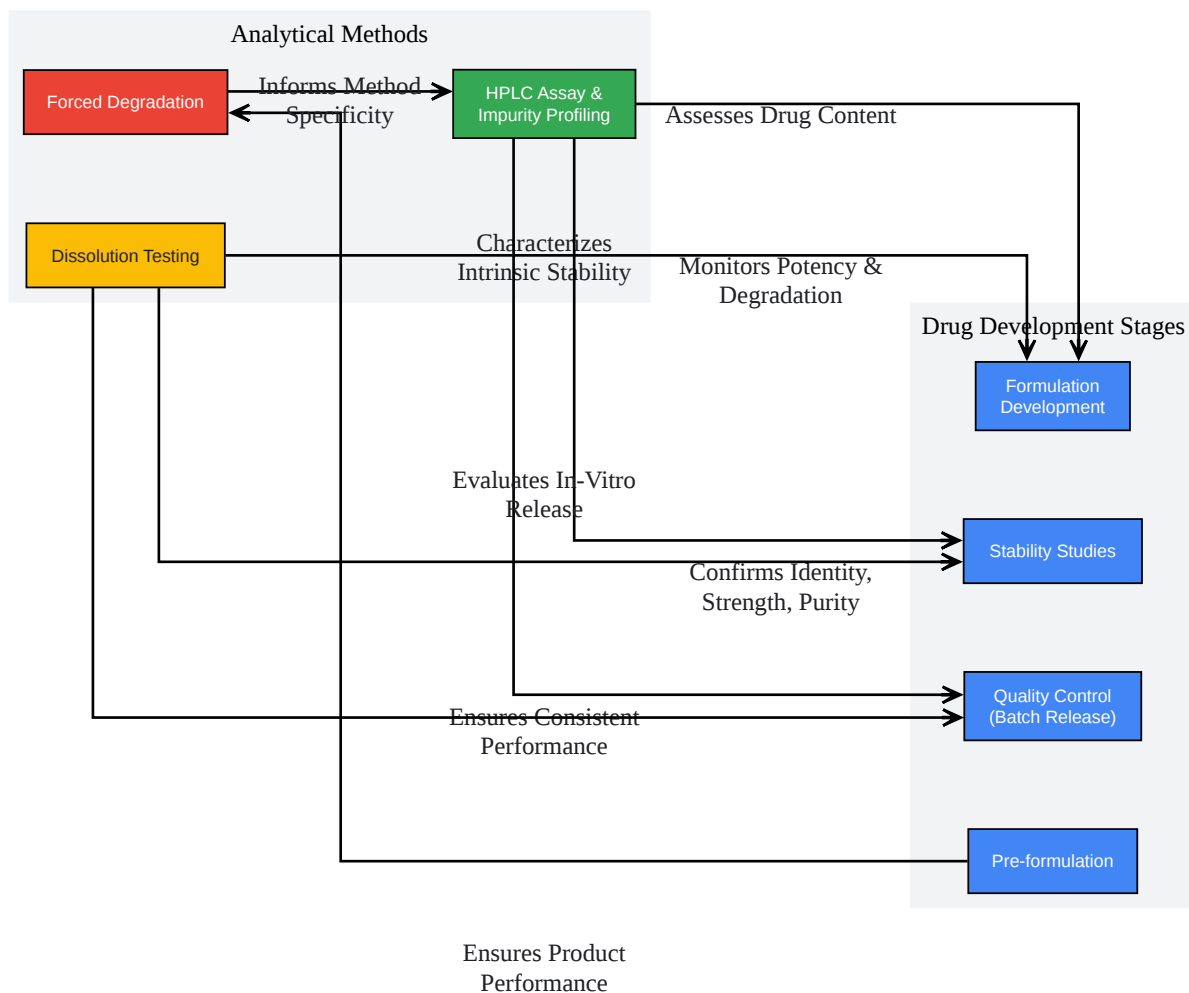 Analytical Methods
Forced Degradation
Informs Method
Specificity
HPLC Assay &
Impurity Profiling
Assesses Drug Content
Dissolution Testing
Characterizes
Intrinsic Stability
Monitors Potency &
Degradation
Drug Development Stages
Formulation
Development
Evaluates In-Vitro
Release
Stability Studies
Confirms Identity,
Strength, Purity
Quality Control
(Batch Release)
Ensures Consistent
Performance
Pre-formulation
Ensures Product
Performance